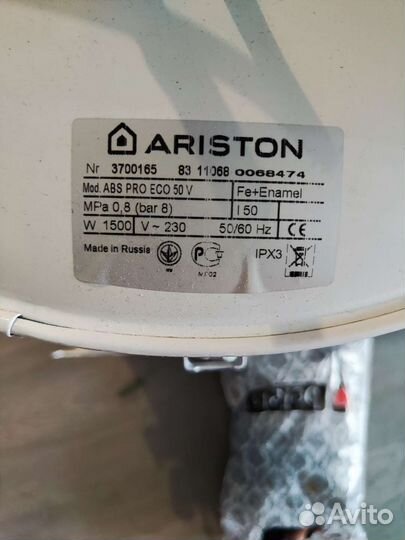 ARISTON
Nr 3700165 83 11068 0068474
Mod. ABS PRO ECO 50 V Fe+Enamel
MPa 0,8 (bar 8) l 50
W 1500 V ~ 230 50/60 Hz CE
Made in Russia IPX3
Avito